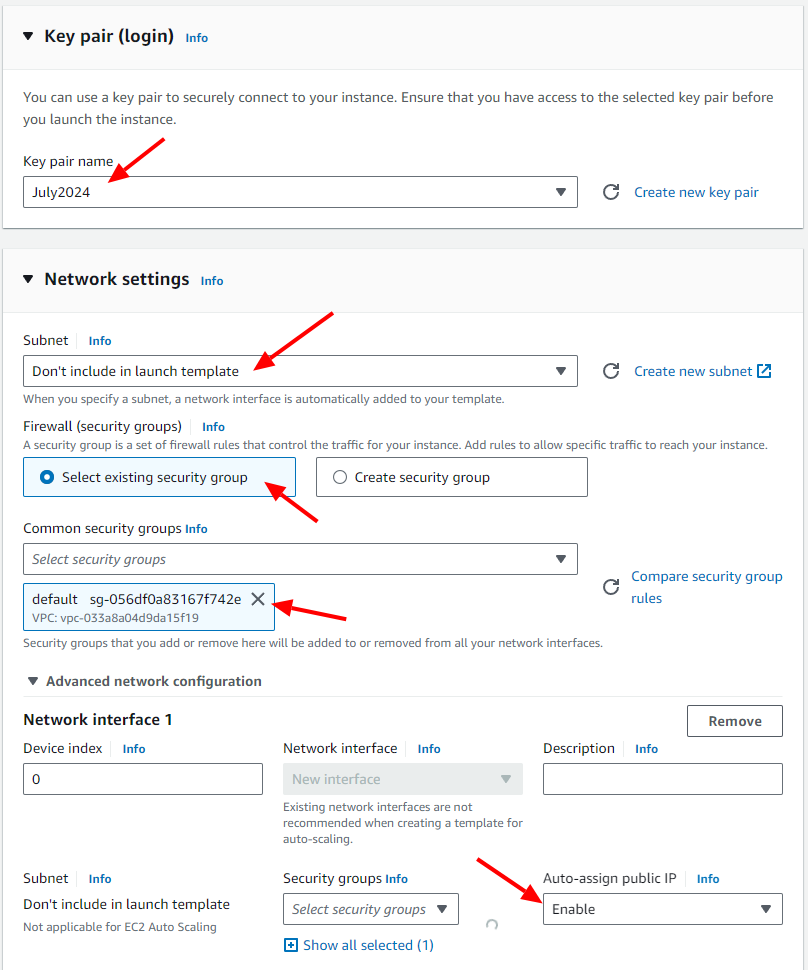 Key pair (login) Info
You can use a key pair to securely connect to your instance. Ensure that you have access to the selected key pair before
you launch the instance.
Key pair name
July2024
Create new key pair
Network settings Info
Subnet Info
Don't include in launch template
Create new subnet
When you specify a subnet, a network interface is automatically added to your template.
Firewall (security groups) Info
A security group is a set of firewall rules that control the traffic for your instance. Add rules to allow specific traffic to reach your instance.
Select existing security group
Create security group
Common security groups Info
Select security groups
Compare security group
rules
default sg-056df0a83167f742e
VPC: vpc-033a8a04d9da15f19
Security groups that you add or remove here will be added to or removed from all your network interfaces.
Advanced network configuration
Network interface 1
Remove
Device index Info
0
Network interface Info
New interface
Existing network interfaces are not
recommended when creating a template for
auto-scaling.
Description Info
Subnet Info
Don't include in launch template
Not applicable for EC2 Auto Scaling
Security groups Info
Select security groups
Show all selected (1)
Auto-assign public IP Info
Enable